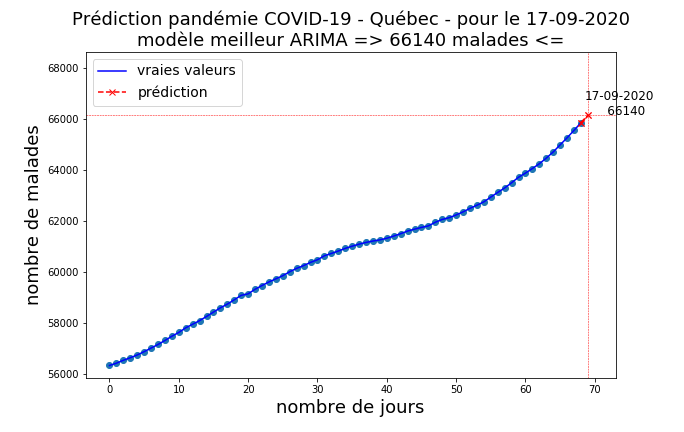 Prédiction pandémie COVID-19 - Québec - pour le 17-09-2020
modèle meilleur ARIMA => 66140 malades <=
vraies valeurs
prédiction
17-09-2020
66140
nombre de malades
68000
66000
64000
62000
60000
58000
56000
0 10 20 30 40 50 60 70
nombre de jours